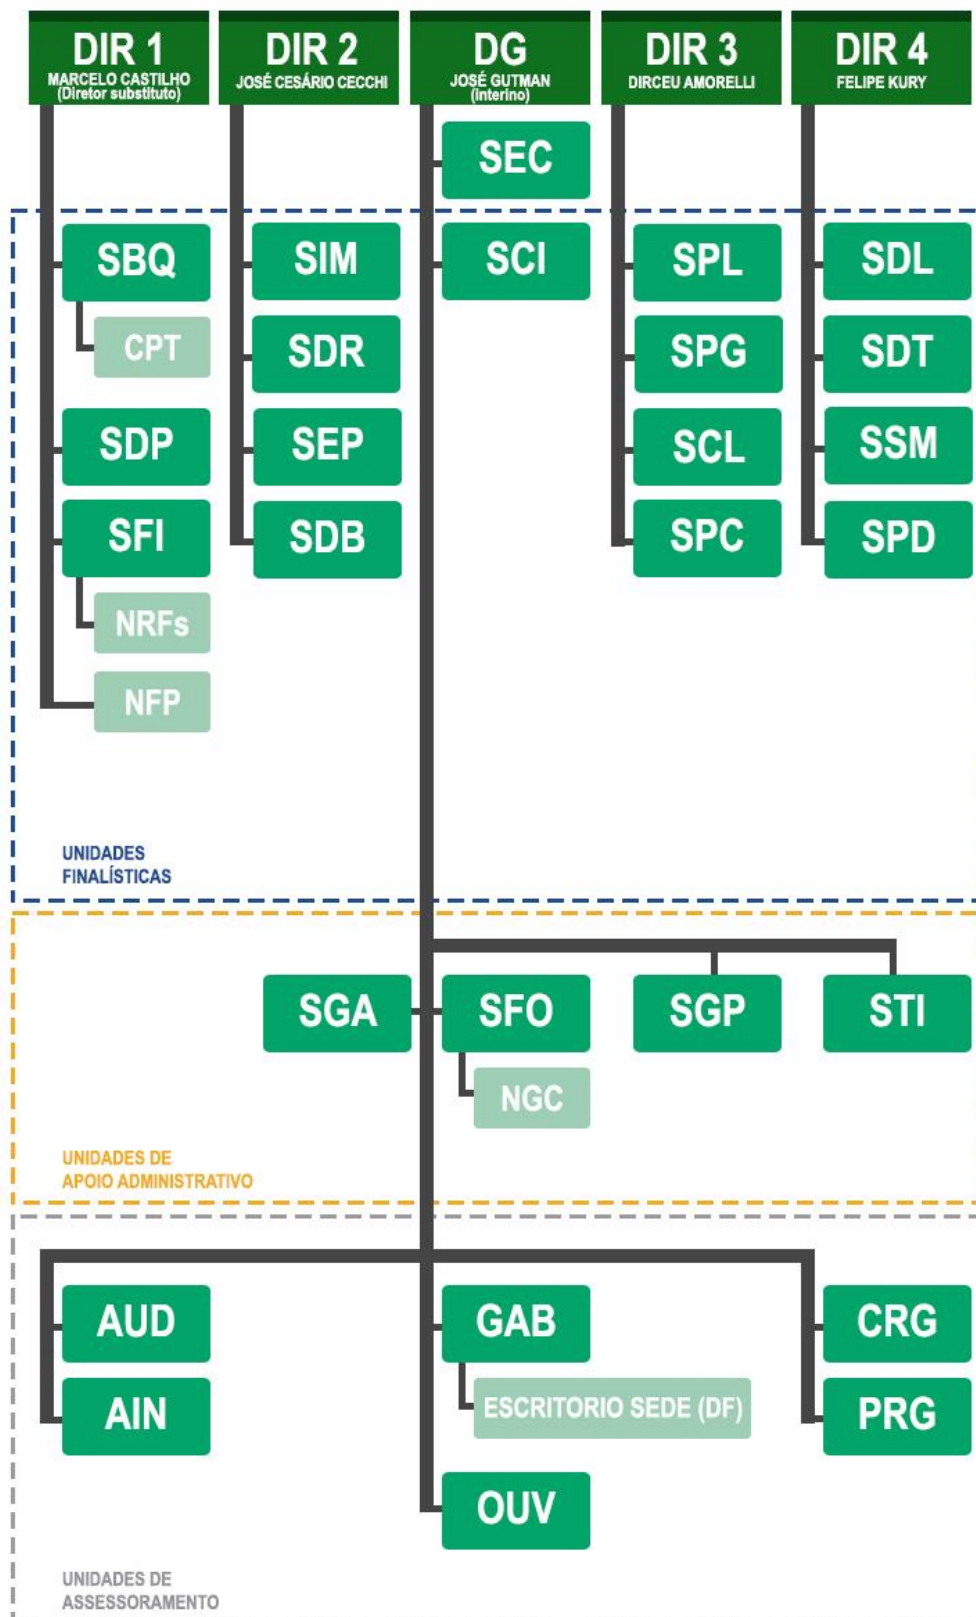 DIR 1
MARCELO CASTILHO
(Diretor substituto)
DIR 2
JOSÉ CESÁRIO CECCHI
DG
JOSÉ GUTMAN
(interino)
DIR 3
DIRCEU AMORELLI
DIR 4
FELIPE KURY
SEC
SBQ
SIM
SCI
SPL
SDL
CPT
SDR
SPG
SDT
SDP
SEP
SCL
SSM
SFI
SDB
SPC
SPD
NRFs
NFP
UNIDADES
FINALÍSTICAS
SGA
SFO
SGP
STI
NGC
UNIDADES DE
APOIO ADMINISTRATIVO
AUD
GAB
CRG
AIN
ESCRITORIO SEDE (DF)
PRG
OUV
UNIDADES DE
ASSESSORAMENTO